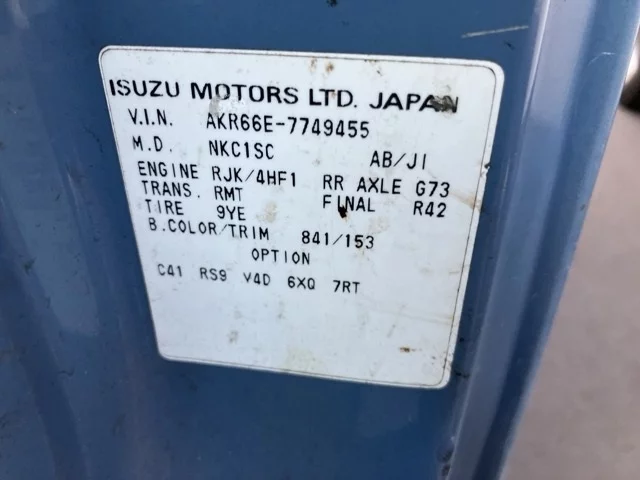 ISUZU MOTORS LTD. JAPAN
V.I.N. AKR66E-7749455
M.D. NKC1SC AB/JI
ENGINE RJK/4HF1 RR AXLE G73
TRANS. RMT FINAL R42
TIRE 9YE
B.COLOR/TRIM 841/153
OPTION
C41 RS9 V4D 6XQ 7RT